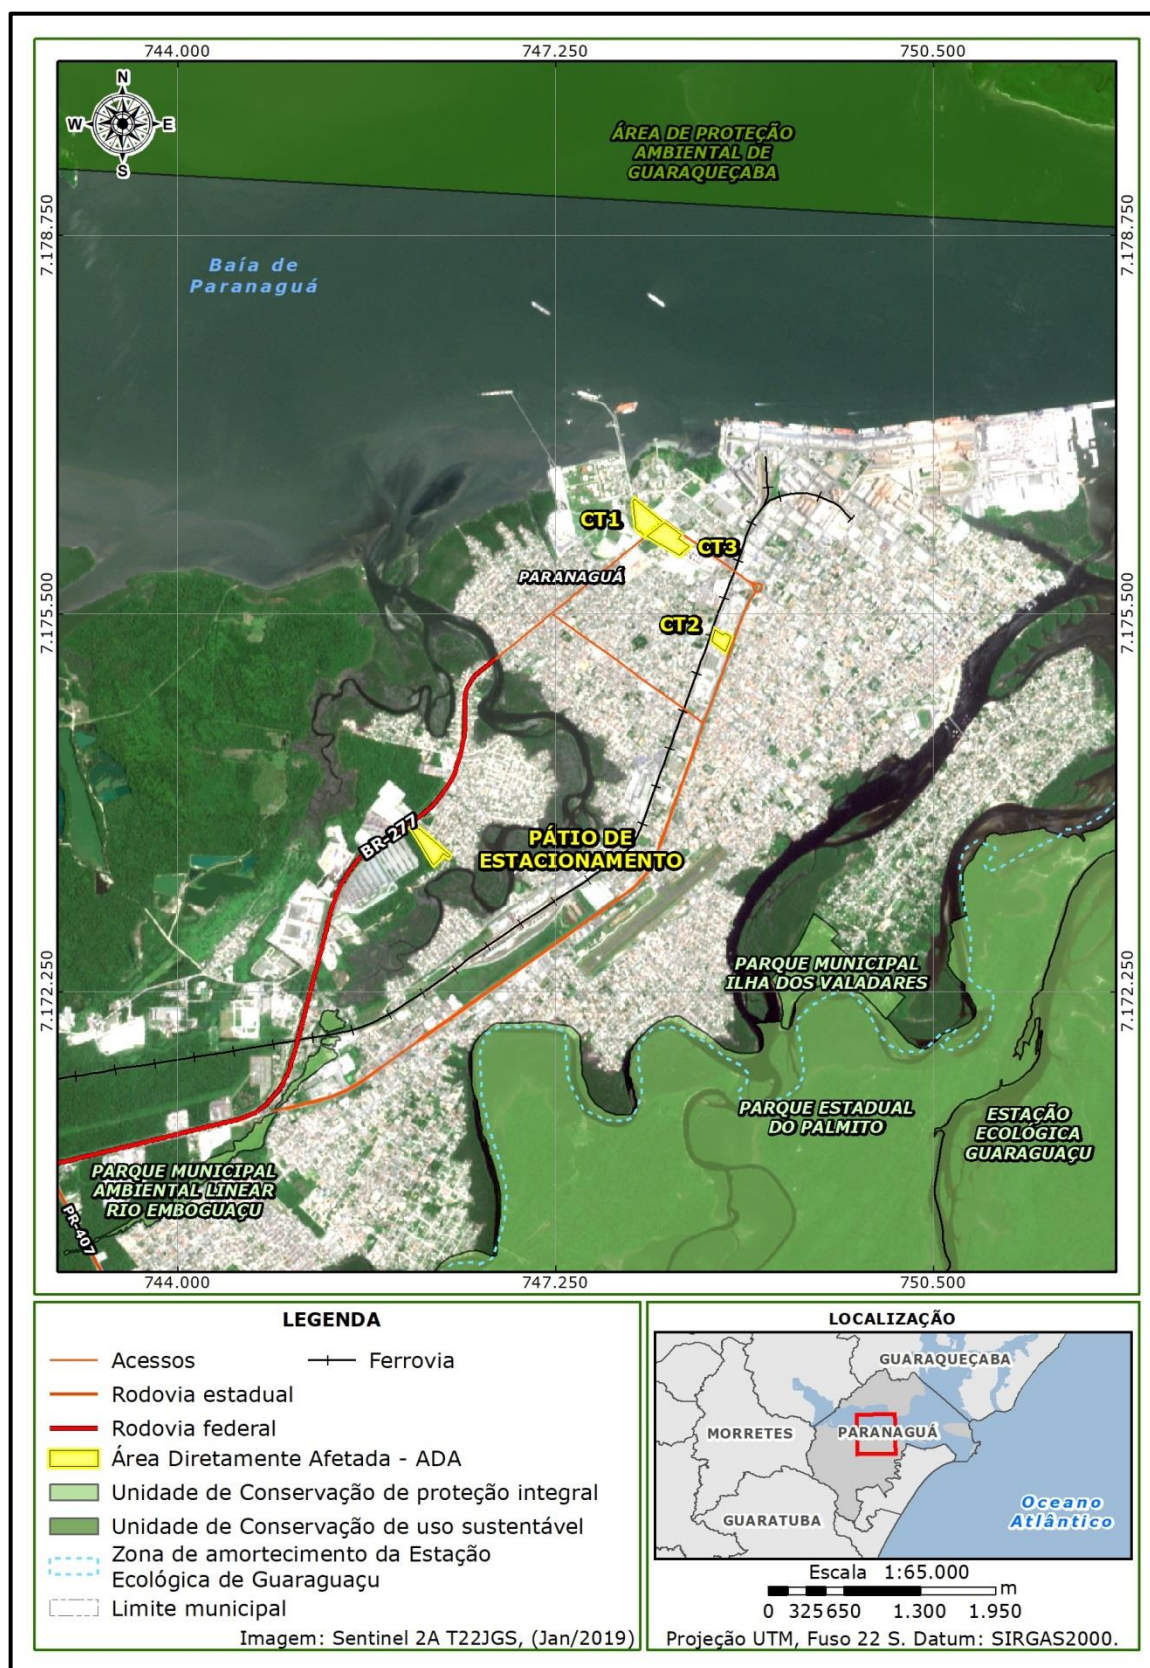 744.000
747.250
750.500
N
W
E
S
ÁREA DE PROTEÇÃO
AMBIENTAL DE
GUARAQUEÇABA
7.178.750
7.178.750
Baía de
Paranaguá
CT1
CT3
PARANAGUÁ
7.175.500
7.175.500
CT2
BR-277
PÁTIO DE
ESTACIONAMENTO
7.172.250
7.172.250
PARQUE MUNICIPAL
ILHA DOS VALADARES
PARQUE ESTADUAL
DO PALMITO
ESTAÇÃO
ECOLÓGICA
GUARAGUAÇU
PARQUE MUNICIPAL
AMBIENTAL LINEAR
RIO EMBOGUAÇU
PR-407
744.000
747.250
750.500
LEGENDA
Acessos
Ferrovia
Rodovia estadual
Rodovia federal
Área Diretamente Afetada - ADA
Unidade de Conservação de proteção integral
Unidade de Conservação de uso sustentável
Zona de amortecimento da Estação
Ecológica de Guaraguaçu
Limite municipal
Imagem: Sentinel 2A T22JGS, (Jan/2019)
LOCALIZAÇÃO
GUARAQUEÇABA
MORRETES
PARANAGUÁ
GUARATUBA
Oceano
Atlântico
Escala 1:65.000
m
0 325 650 1.300 1.950
Projeção UTM, Fuso 22 S. Datum: SIRGAS2000.